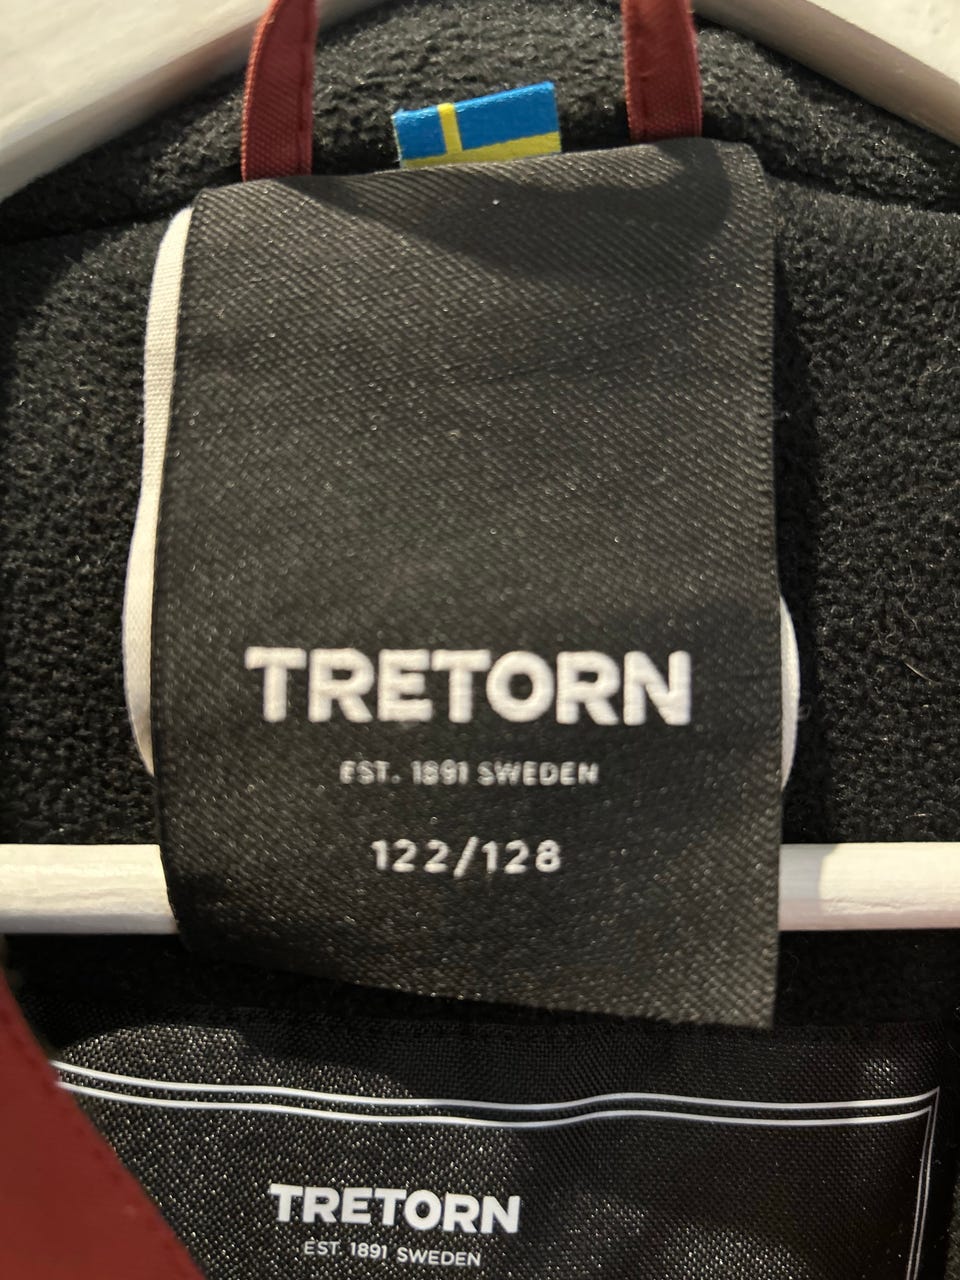 TRETORN
EST. 1891 SWEDEN
122/128
TRETORN
EST. 1891 SWEDEN